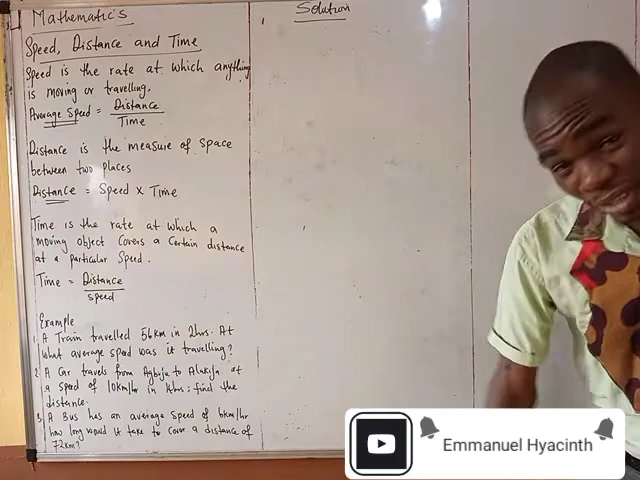 Mathematic's
Speed, Distance and Time
Speed is the rate at which anything
is moving or travelling.
Average Speed = Distance
Time
Distance is the measure of space
between two places
Distance = Speed × Time
Time is the rate at which a
moving object covers a certain distance
at a particular speed.
Time = Distance
speed
Example
1. A Train travelled 56km in 2hrs. At
what average speed was it travelling?
2. A Car travels from Agbaju to Alakija at
a speed of 10km/hr in hrs; find the
distance.
3. A Bus has an average speed of 6km/hr
how long would it take to cover a distance of
72km?
Solution
Emmanuel Hyacinth